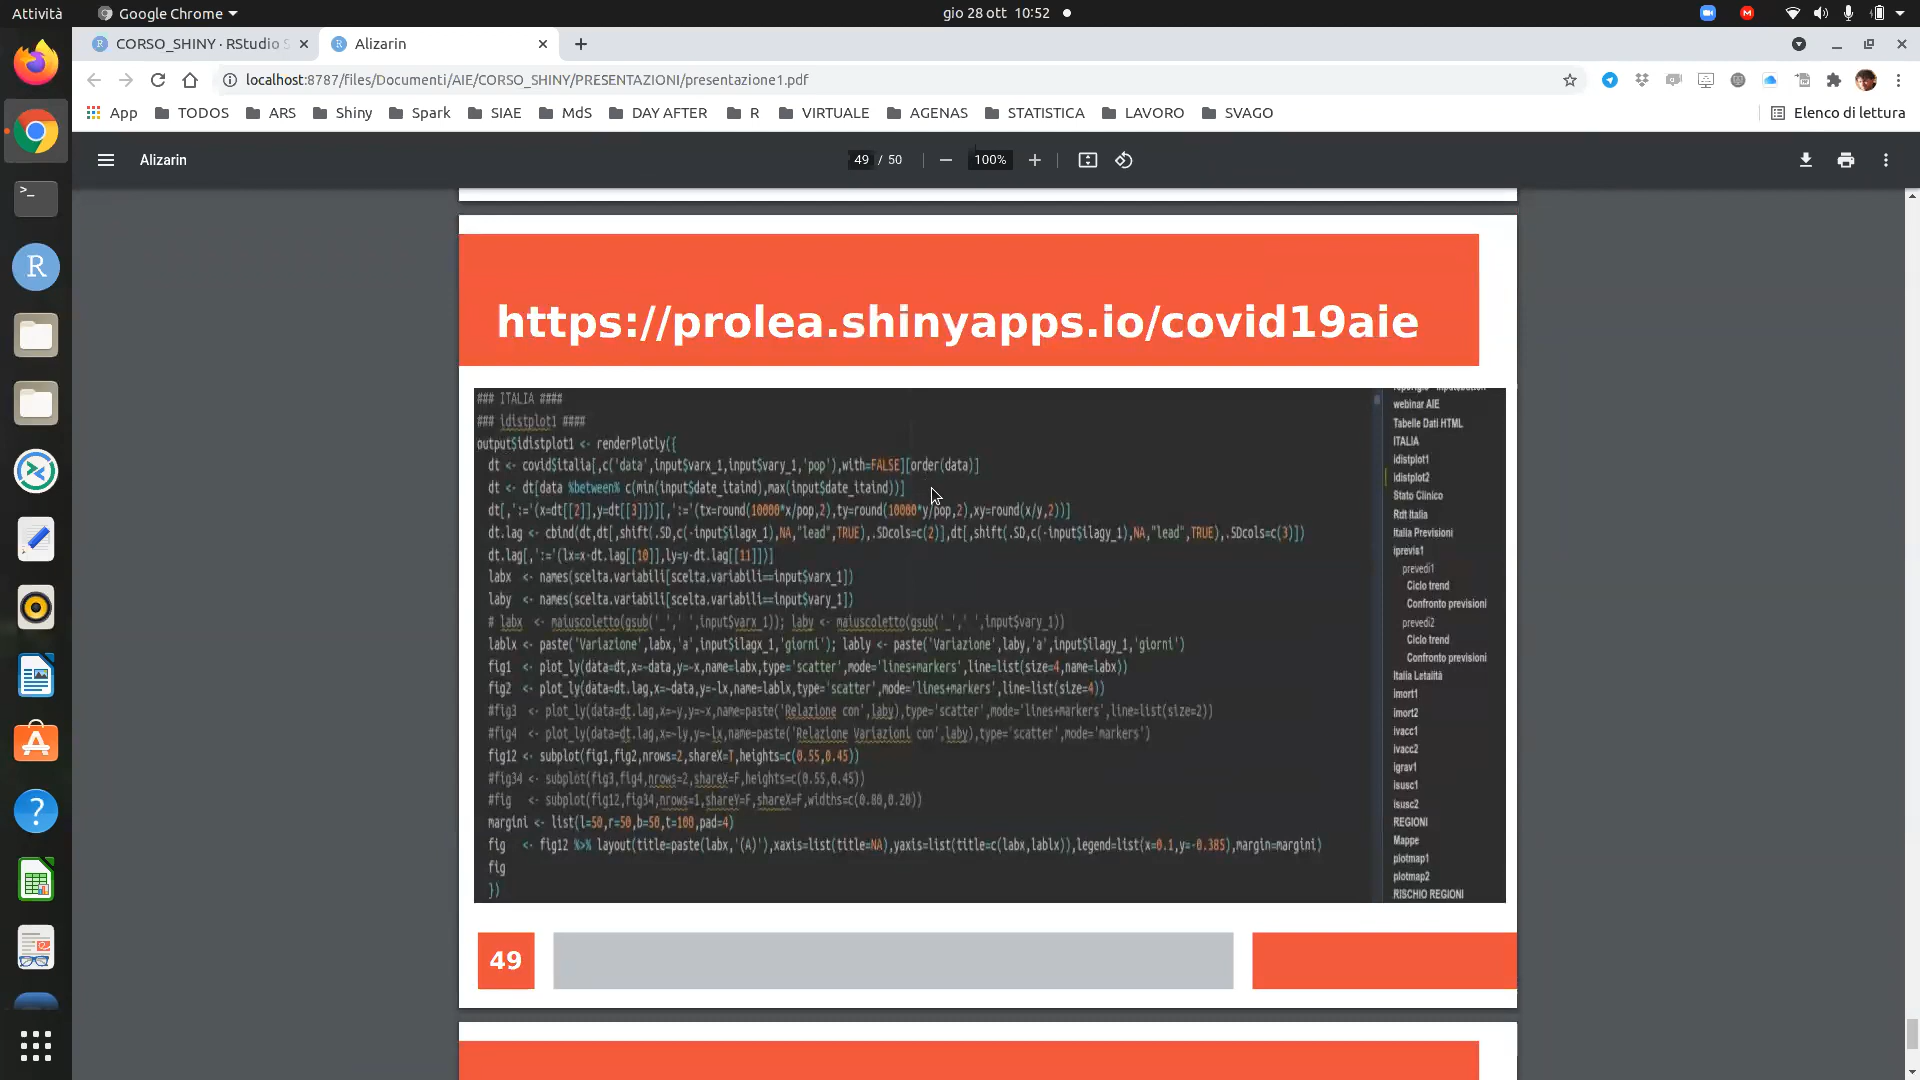 Attività
Google Chrome
gio 28 ott 10:52
CORSO_SHINY · RStudio S
Alizarin
localhost:8787/files/Documenti/AIE/CORSO_SHINY/PRESENTAZIONI/presentazione1.pdf
App
TODOS
ARS
Shiny
Spark
SIAE
MdS
DAY AFTER
R
VIRTUALE
AGENAS
STATISTICA
LAVORO
SVAGO
Elenco di lettura
Alizarin
49 / 50
100%
https://prolea.shinyapps.io/covid19aie
### ITALIA ####
### idistplot1 ####
output$idistplot1 <- renderPlotly({
dt <- covid$italia[,c('data',input$varx_1,input$vary_1,'pop'),with=FALSE][order(data)]
dt <- dt[data %between% c(min(input$date_itaind),max(input$date_itaind))]
dt[,':='(x=dt[[2]],y=dt[[3]])][,':='(tx=round(10000*x/pop,2),ty=round(10000*y/pop,2),xy=round(x/y,2))]
dt.lag <- cbind(dt,dt[,shift(.SD,c(-input$ilagx_1),NA,"lead",TRUE),.SDcols=c(2)],dt[,shift(.SD,c(-input$ilagy_1),NA,"lead",TRUE),.SDcols=c(3)])
dt.lag[,':='(lx=x-dt.lag[[10]],ly=y-dt.lag[[11]])]
labx <- names(scelta.variabili[scelta.variabili==input$varx_1])
laby <- names(scelta.variabili[scelta.variabili==input$vary_1])
# labx <- maiuscoletto(gsub('_',' ',input$varx_1)); laby <- maiuscoletto(gsub('_',' ',input$vary_1))
lablx <- paste('Variazione',labx,'a',input$ilagx_1,'giorni'); lably <- paste('Variazione',laby,'a',input$ilagy_1,'giorni')
fig1 <- plot_ly(data=dt,x=~data,y=~x,name=labx,type='scatter',mode='lines+markers',line=list(size=4,name=labx))
fig2 <- plot_ly(data=dt.lag,x=~data,y=~lx,name=lablx,type='scatter',mode='lines+markers',line=list(size=4))
#fig3 <- plot_ly(data=dt.lag,x=~y,y=~x,name=paste('Relazione con',laby),type='scatter',mode='lines+markers',line=list(size=2))
#fig4 <- plot_ly(data=dt.lag,x=~ly,y=~lx,name=paste('Relazione Variazioni con',laby),type='scatter',mode='markers')
fig12 <- subplot(fig1,fig2,nrows=2,shareX=T,heights=c(0.55,0.45))
#fig34 <- subplot(fig3,fig4,nrows=2,shareX=F,heights=c(0.55,0.45))
#fig <- subplot(fig12,fig34,nrows=1,shareY=F,shareX=F,widths=c(0.80,0.20))
margini <- list(l=50,r=50,b=50,t=100,pad=4)
fig <- fig12 %>% layout(title=paste(labx,'(A)'),xaxis=list(title=NA),yaxis=list(title=c(labx,lablx)),legend=list(x=0.1,y=-0.385),margin=margini)
fig
})
webinar AIE
Tabelle Dati HTML
ITALIA
idistplot1
idistplot2
Stato Clinico
Rdt Italia
Italia Previsioni
iprevis1
prevedi1
Ciclo trend
Confronto previsioni
prevedi2
Ciclo trend
Confronto previsioni
Italia Letalità
imort1
imort2
ivacc1
ivacc2
igrav1
isusc1
isusc2
REGIONI
Mappe
plotmap1
plotmap2
RISCHIO REGIONI
49